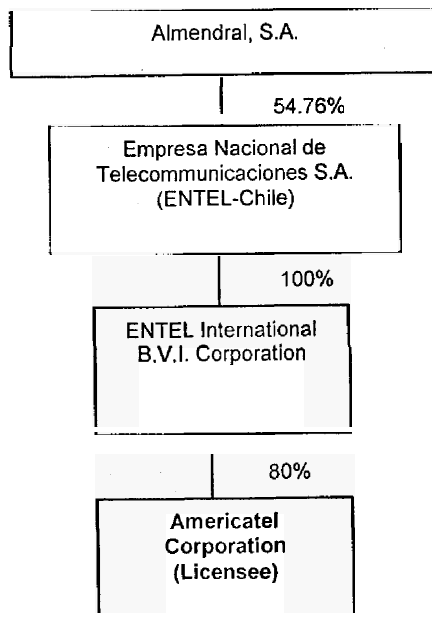 Almendral, S.A.
54.76%
Empresa Nacional de
Telecommunicaciones S.A.
(ENTEL-Chile)
100%
ENTEL International
B.V.I. Corporation
80%
Americatel
Corporation
(Licensee)